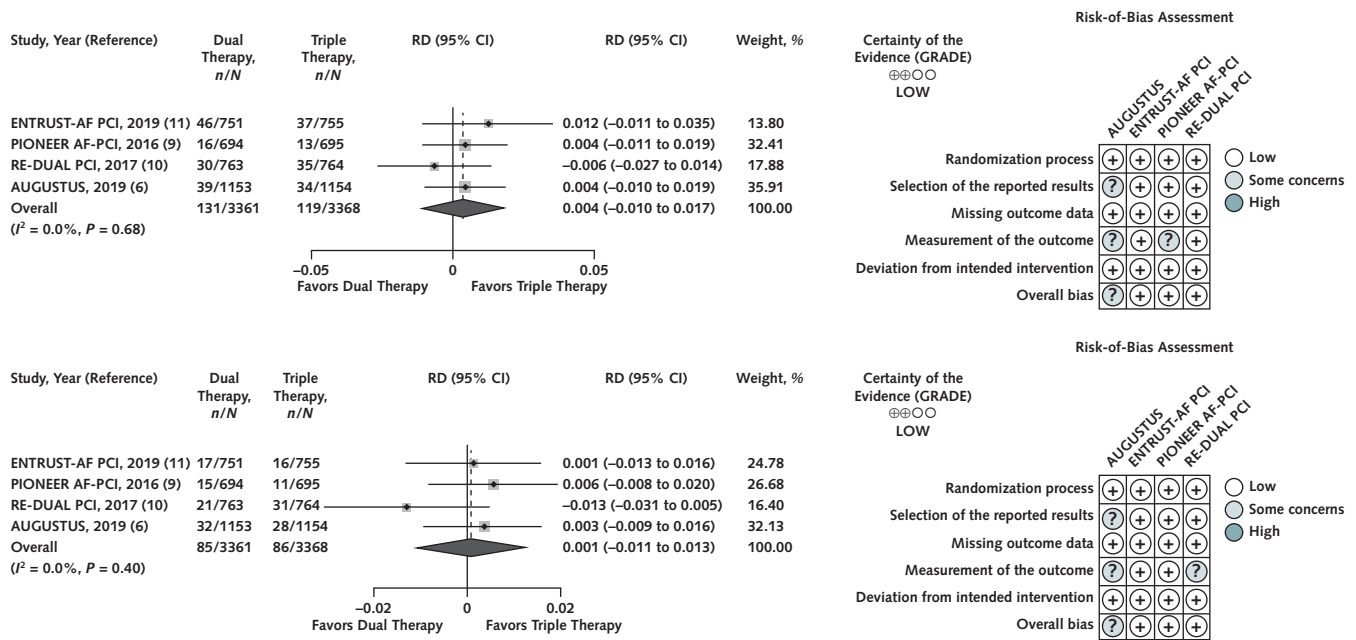 Risk-of-Bias Assessment
Study, Year (Reference) Dual Therapy, n/N Triple Therapy, n/N RD (95% CI) RD (95% CI) Weight, % Certainty of the Evidence (GRADE)
⊕⊕○○
LOW
AUGUSTUS ENTRUST-AF PCI PIONEER AF-PCI RE-DUAL PCI
ENTRUST-AF PCI, 2019 (11) 46/751 37/755 0.012 (−0.011 to 0.035) 13.80
PIONEER AF-PCI, 2016 (9) 16/694 13/695 0.004 (−0.011 to 0.019) 32.41
RE-DUAL PCI, 2017 (10) 30/763 35/764 −0.006 (−0.027 to 0.014) 17.88
AUGUSTUS, 2019 (6) 39/1153 34/1154 0.004 (−0.010 to 0.019) 35.91
Overall 131/3361 119/3368 0.004 (−0.010 to 0.017) 100.00
(I² = 0.0%, P = 0.68)
−0.05 0 0.05
Favors Dual Therapy Favors Triple Therapy
Randomization process + + + +
Selection of the reported results ? + + +
Missing outcome data + + + +
Measurement of the outcome ? + ? +
Deviation from intended intervention + + + +
Overall bias ? + + +
Low
Some concerns
High
Risk-of-Bias Assessment
Study, Year (Reference) Dual Therapy, n/N Triple Therapy, n/N RD (95% CI) RD (95% CI) Weight, % Certainty of the Evidence (GRADE)
⊕⊕○○
LOW
AUGUSTUS ENTRUST-AF PCI PIONEER AF-PCI RE-DUAL PCI
ENTRUST-AF PCI, 2019 (11) 17/751 16/755 0.001 (−0.013 to 0.016) 24.78
PIONEER AF-PCI, 2016 (9) 15/694 11/695 0.006 (−0.008 to 0.020) 26.68
RE-DUAL PCI, 2017 (10) 21/763 31/764 −0.013 (−0.031 to 0.005) 16.40
AUGUSTUS, 2019 (6) 32/1153 28/1154 0.003 (−0.009 to 0.016) 32.13
Overall 85/3361 86/3368 0.001 (−0.011 to 0.013) 100.00
(I² = 0.0%, P = 0.40)
−0.02 0 0.02
Favors Dual Therapy Favors Triple Therapy
Randomization process + + + +
Selection of the reported results ? + + +
Missing outcome data + + + +
Measurement of the outcome ? + + ?
Deviation from intended intervention + + + +
Overall bias ? + + +
Low
Some concerns
High